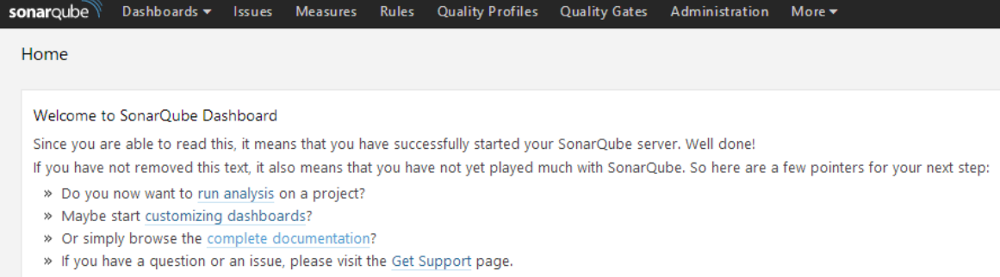 sonarqube Dashboards ▾ Issues Measures Rules Quality Profiles Quality Gates Administration More ▾
Home
Welcome to SonarQube Dashboard
Since you are able to read this, it means that you have successfully started your SonarQube server. Well done!
If you have not removed this text, it also means that you have not yet played much with SonarQube. So here are a few pointers for your next step:
» Do you now want to run analysis on a project?
» Maybe start customizing dashboards?
» Or simply browse the complete documentation?
» If you have a question or an issue, please visit the Get Support page.